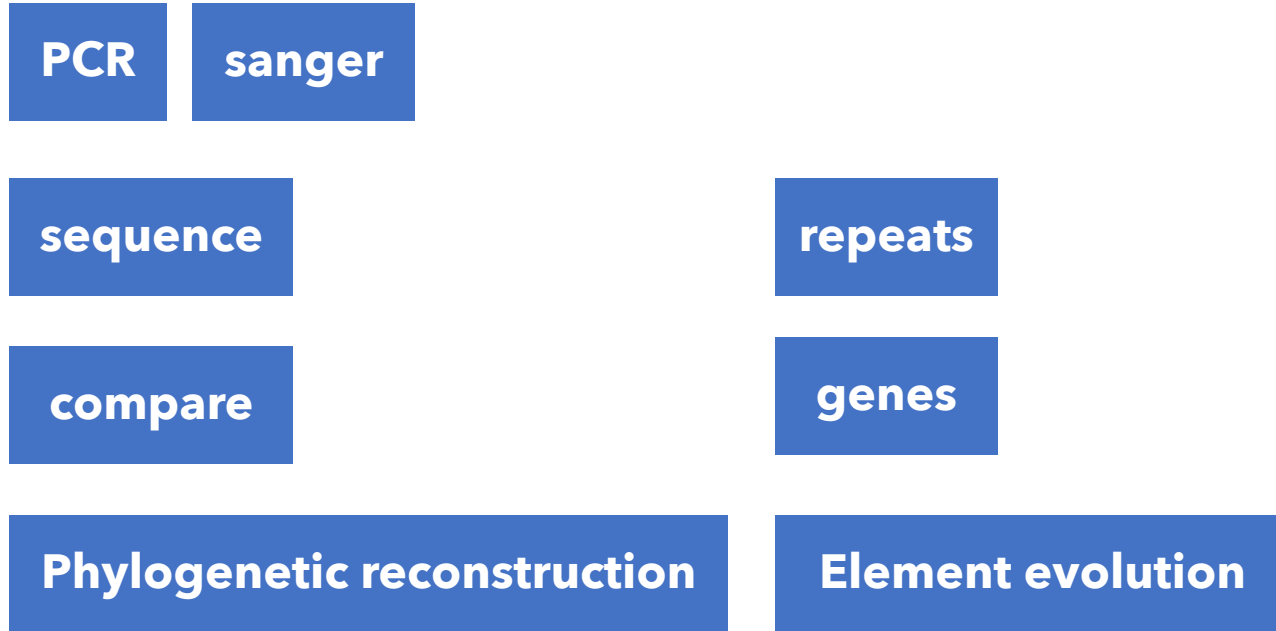 PCR
sanger
sequence
repeats
compare
genes
Phylogenetic reconstruction
Element evolution